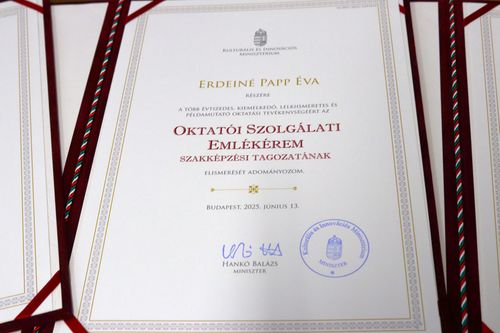 Kulturális és Innovációs
Minisztérium
Erdeiné Papp Éva
részére
a több évtizedes, kiemelkedő, lelkiismeretes és
példamutató oktatási tevékenységéért az
Oktatói Szolgálati
Emlékérem
szakképzési tagozatának
elismerését adományozom.
Budapest, 2025. június 13.
Hankó Balázs
miniszter
Kulturális és Innovációs Minisztérium
MINISZTER